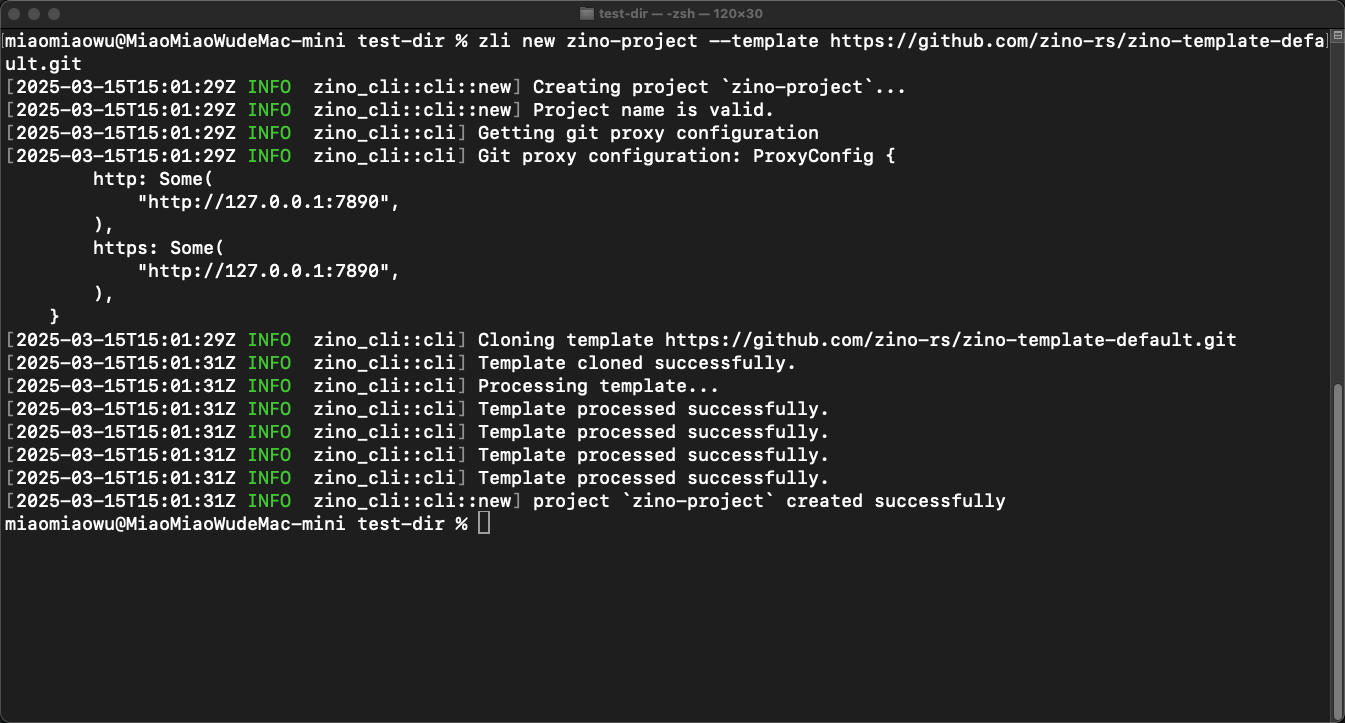 test-dir — -zsh — 120×30
miaomiaowu@MiaoMiaoWudeMac-mini test-dir % zli new zino-project --template https://github.com/zino-rs/zino-template-defa
ult.git
[2025-03-15T15:01:29Z INFO  zino_cli::cli::new] Creating project `zino-project`...
[2025-03-15T15:01:29Z INFO  zino_cli::cli::new] Project name is valid.
[2025-03-15T15:01:29Z INFO  zino_cli::cli] Getting git proxy configuration
[2025-03-15T15:01:29Z INFO  zino_cli::cli] Git proxy configuration: ProxyConfig {
        http: Some(
            "http://127.0.0.1:7890",
        ),
        https: Some(
            "http://127.0.0.1:7890",
        ),
    }
[2025-03-15T15:01:29Z INFO  zino_cli::cli] Cloning template https://github.com/zino-rs/zino-template-default.git
[2025-03-15T15:01:31Z INFO  zino_cli::cli] Template cloned successfully.
[2025-03-15T15:01:31Z INFO  zino_cli::cli] Processing template...
[2025-03-15T15:01:31Z INFO  zino_cli::cli] Template processed successfully.
[2025-03-15T15:01:31Z INFO  zino_cli::cli] Template processed successfully.
[2025-03-15T15:01:31Z INFO  zino_cli::cli] Template processed successfully.
[2025-03-15T15:01:31Z INFO  zino_cli::cli] Template processed successfully.
[2025-03-15T15:01:31Z INFO  zino_cli::cli::new] project `zino-project` created successfully
miaomiaowu@MiaoMiaoWudeMac-mini test-dir %